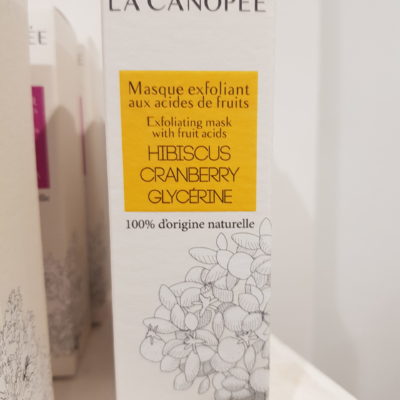 LA CANOPÉE
Masque exfoliant
aux acides de fruits
Exfoliating mask
with fruit acids
HIBISCUS
CRANBERRY
GLYCÉRINE
100% d'origine naturelle